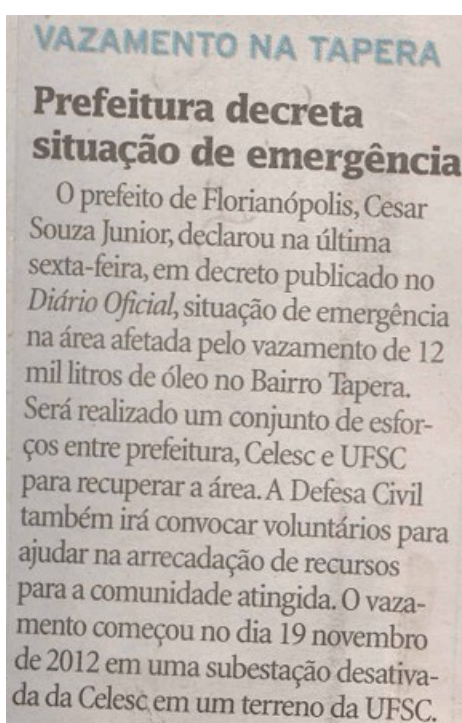 VAZAMENTO NA TAPERA
Prefeitura decreta
situação de emergência
O prefeito de Florianópolis, Cesar
Souza Junior, declarou na última
sexta-feira, em decreto publicado no
Diário Oficial, situação de emergência
na área afetada pelo vazamento de 12
mil litros de óleo no Bairro Tapera.
Será realizado um conjunto de esfor-
ços entre prefeitura, Celesc e UFSC
para recuperar a área. A Defesa Civil
também irá convocar voluntários para
ajudar na arrecadação de recursos
para a comunidade atingida. O vaza-
mento começou no dia 19 novembro
de 2012 em uma subestação desativa-
da da Celesc em um terreno da UFSC.